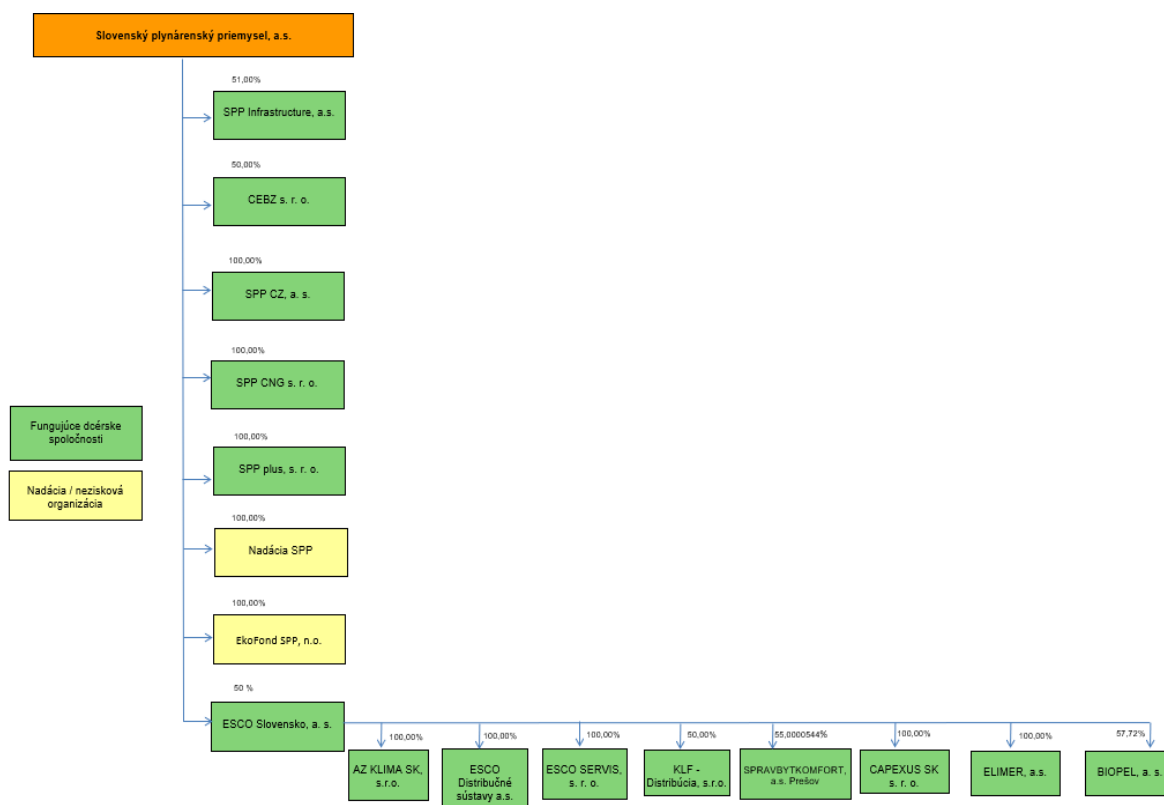 Slovenský plynárenský priemysel, a.s.
51,00%
SPP Infrastructure, a.s.
50,00%
CEBZ s. r. o.
100,00%
SPP CZ, a. s.
100,00%
SPP CNG s. r. o.
Fungujúce dcérske
spoločnosti
100,00%
SPP plus, s. r. o.
Nadácia / nezisková
organizácia
100,00%
Nadácia SPP
100,00%
EkoFond SPP, n.o.
50 %
ESCO Slovensko, a. s.
100,00%
AZ KLIMA SK,
s.r.o.
100,00%
ESCO
Distribučné
sústavy a.s.
100,00%
ESCO SERVIS,
s. r. o.
50,00%
KLF -
Distribúcia, s.r.o.
55,0000544%
SPRAVBYTKOMFORT,
a.s. Prešov
100,00%
CAPEXUS SK
s. r. o.
100,00%
ELIMER, a.s.
57,72%
BIOPEL, a. s.